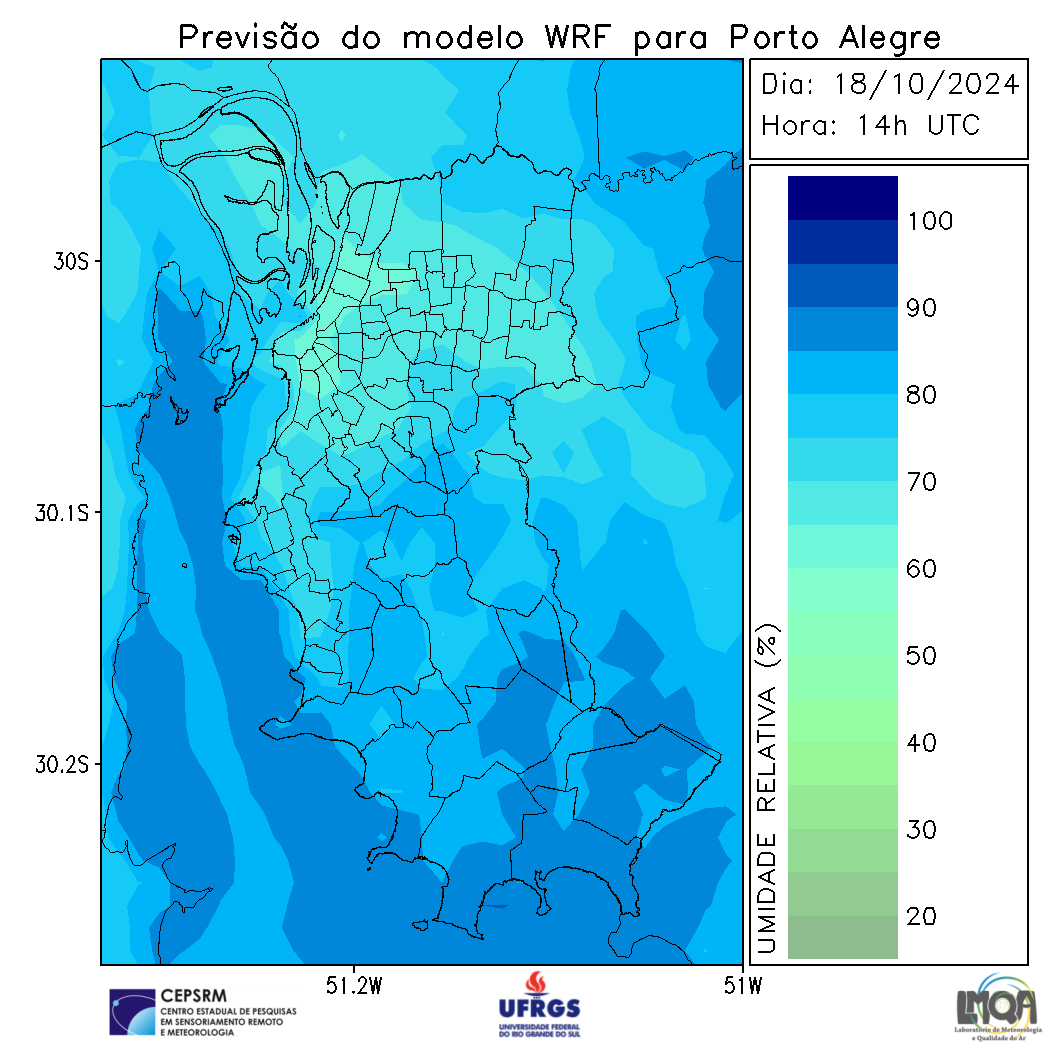 Previsão do modelo WRF para Porto Alegre
Dia: 18/10/2024
Hora: 14h UTC
30S
30.1S
30.2S
51.2W
51W
100
90
80
70
60
50
40
30
20
UMIDADE RELATIVA (%)
CEPSRM
CENTRO ESTADUAL DE PESQUISAS
EM SENSORIAMENTO REMOTO
E METEOROLOGIA
UFRGS
UNIVERSIDADE FEDERAL
DO RIO GRANDE DO SUL
LMQA
Laboratório de Meteorologia
e Qualidade do Ar